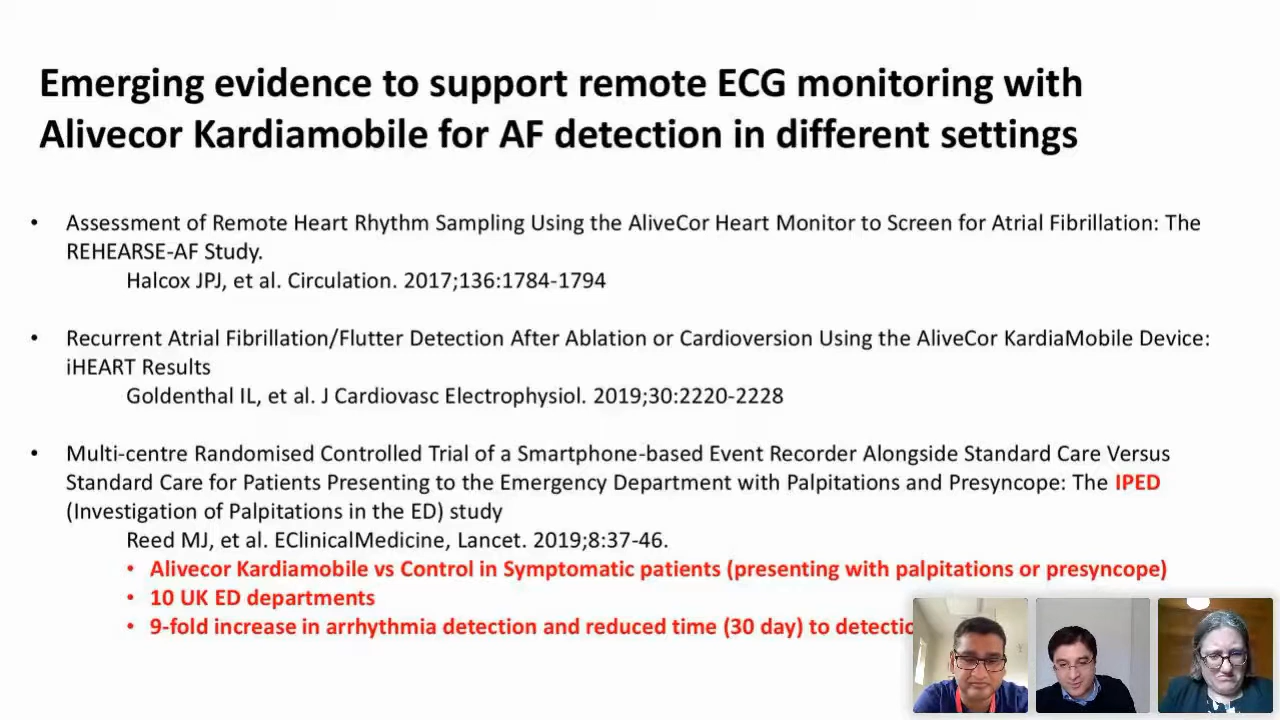 Emerging evidence to support remote ECG monitoring with
Alivecor Kardiamobile for AF detection in different settings
• Assessment of Remote Heart Rhythm Sampling Using the AliveCor Heart Monitor to Screen for Atrial Fibrillation: The
REHEARSE-AF Study.
Halcox JPJ, et al. Circulation. 2017;136:1784-1794
• Recurrent Atrial Fibrillation/Flutter Detection After Ablation or Cardioversion Using the AliveCor KardiaMobile Device:
iHEART Results
Goldenthal IL, et al. J Cardiovasc Electrophysiol. 2019;30:2220-2228
• Multi-centre Randomised Controlled Trial of a Smartphone-based Event Recorder Alongside Standard Care Versus
Standard Care for Patients Presenting to the Emergency Department with Palpitations and Presyncope: The IPED
(Investigation of Palpitations in the ED) study
Reed MJ, et al. EClinicalMedicine, Lancet. 2019;8:37-46.
• Alivecor Kardiamobile vs Control in Symptomatic patients (presenting with palpitations or presyncope)
• 10 UK ED departments
• 9-fold increase in arrhythmia detection and reduced time (30 day) to